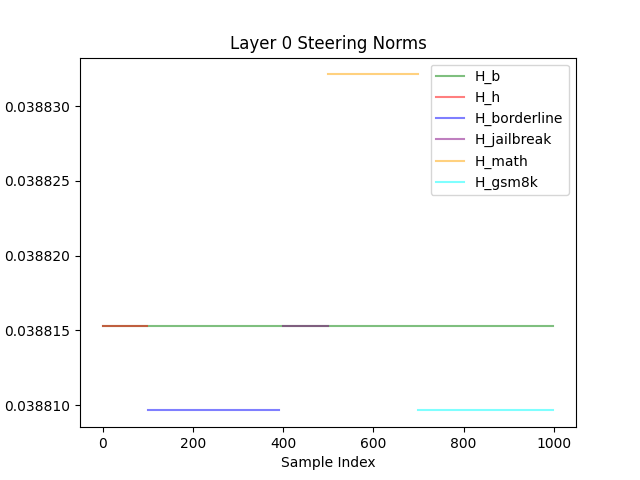 Layer 0 Steering Norms
H_b
H_h
H_borderline
H_jailbreak
H_math
H_gsm8k
0.038830
0.038825
0.038820
0.038815
0.038810
0 200 400 600 800 1000
Sample Index